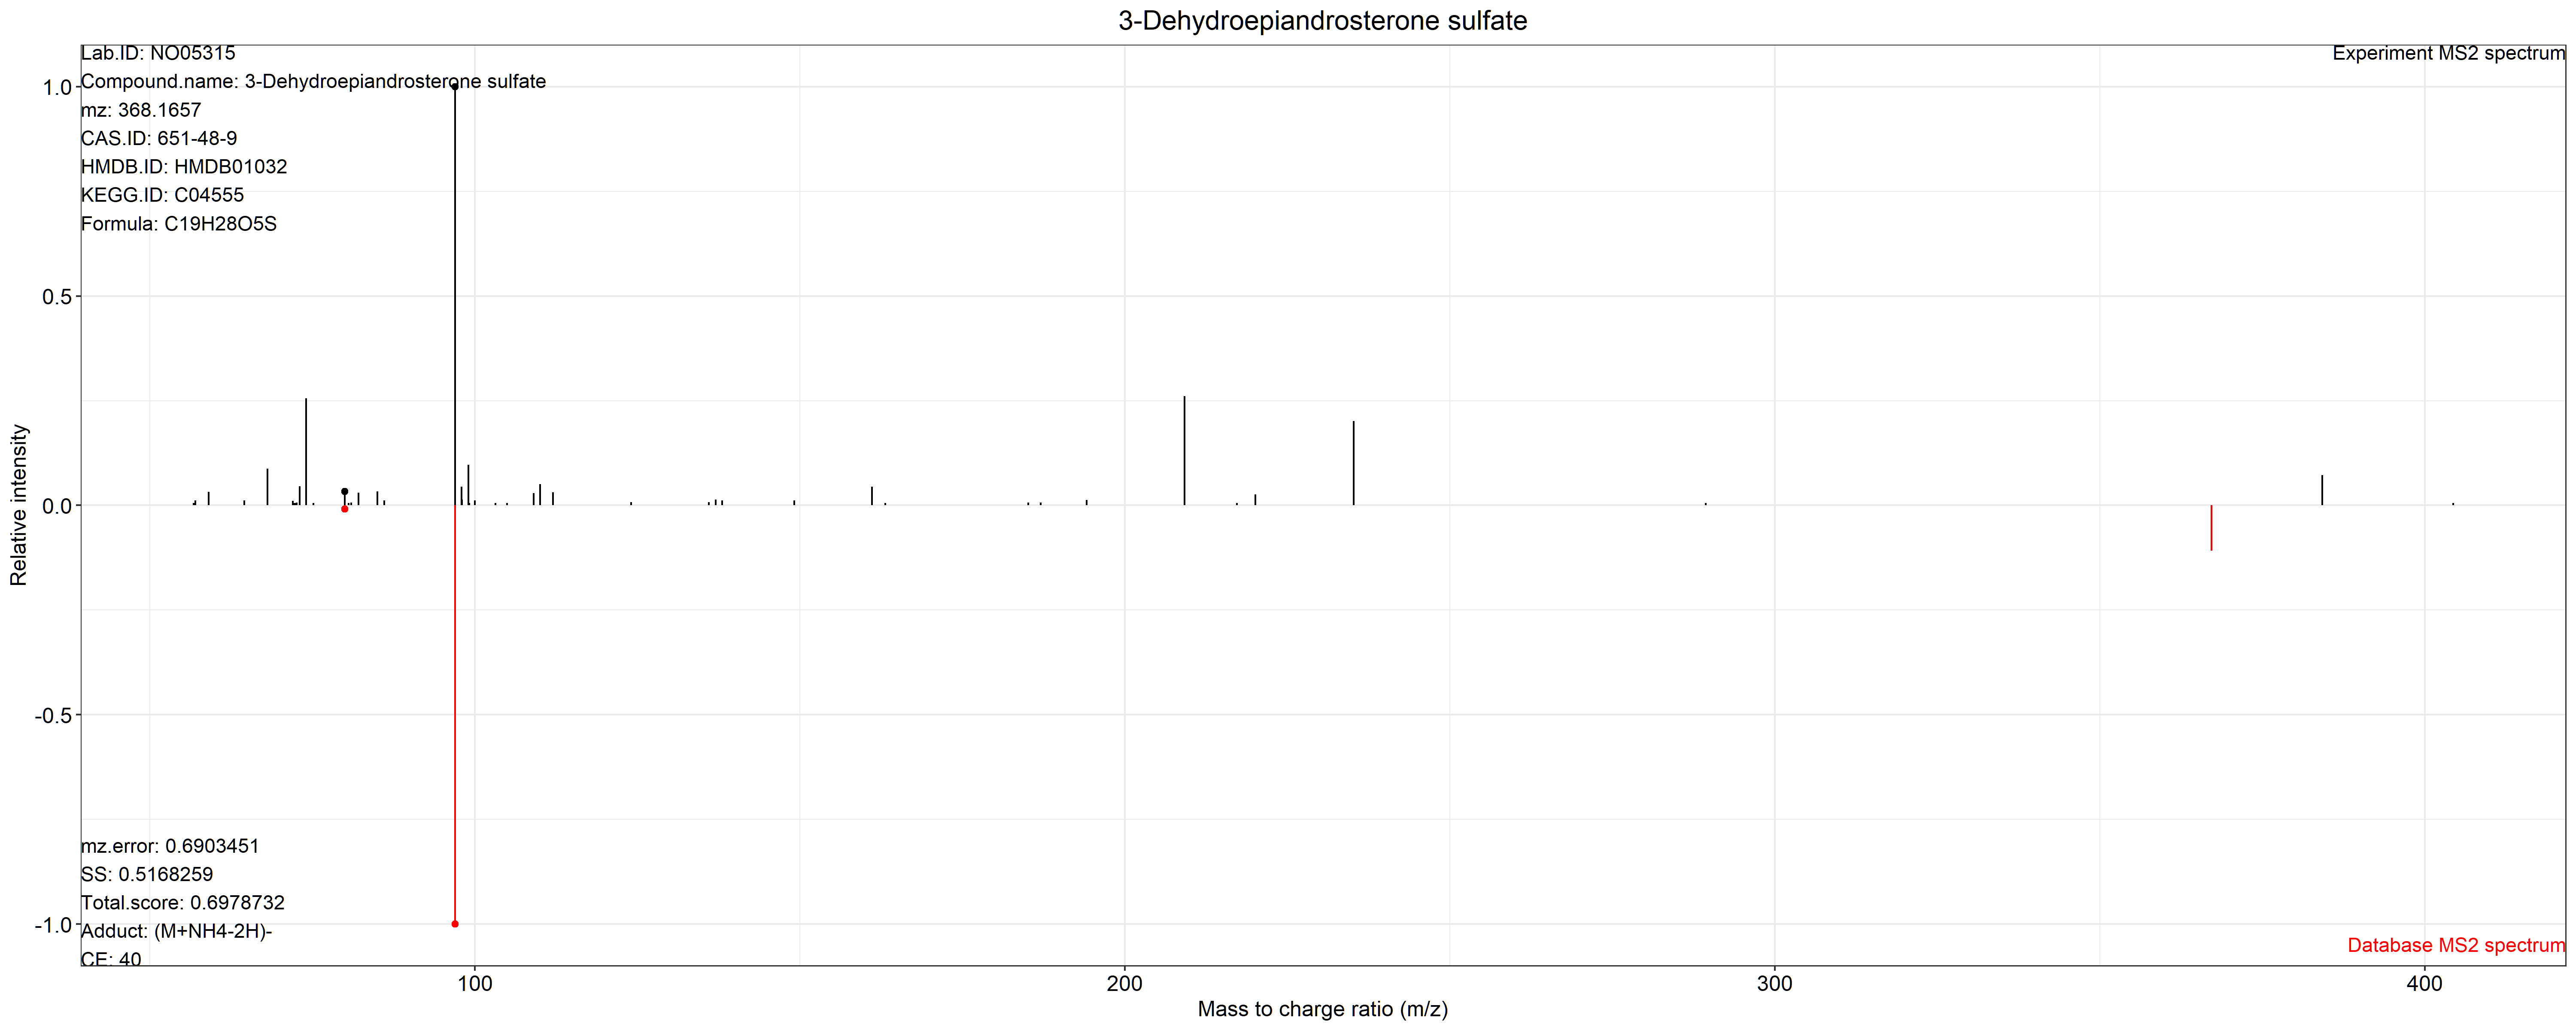 3-Dehydroepiandrosterone sulfate
Lab.ID: NO05315
Experiment MS2 spectrum
Compound.name: 3-Dehydroepiandrosterone sulfate
mz: 368.1657
CAS.ID: 651-48-9
HMDB.ID: HMDB01032
KEGG.ID: C04555
Formula: C19H28O5S
1.0
0.5
0.0
-0.5
-1.0
Relative intensity
mz.error: 0.6903451
SS: 0.5168259
Total.score: 0.6978732
Adduct: (M+NH4-2H)-
CE: 40
Database MS2 spectrum
100
200
300
400
Mass to charge ratio (m/z)